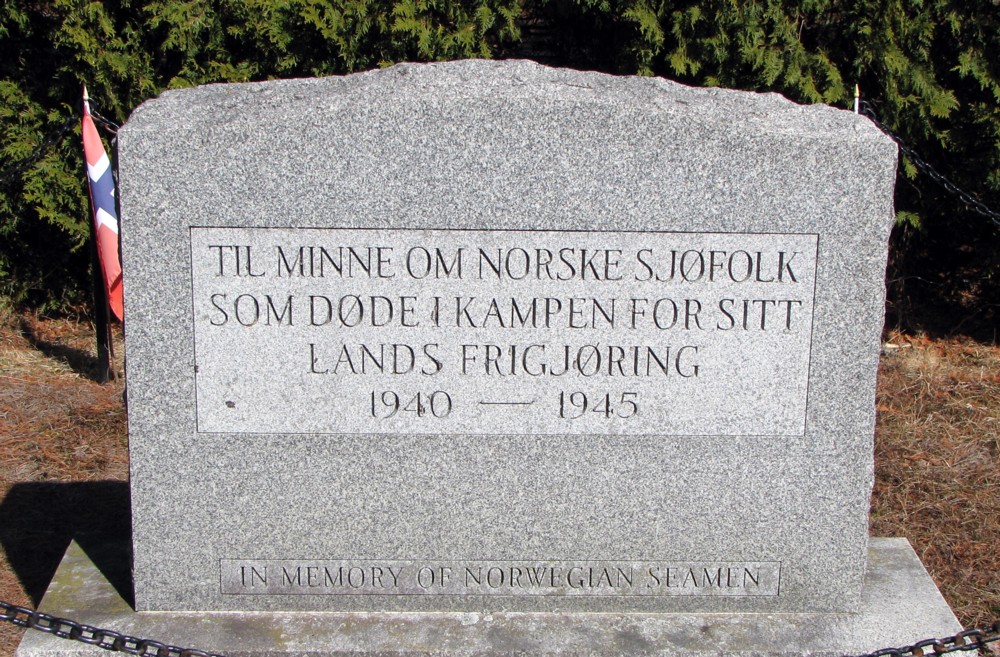 TIL MINNE OM NORSKE SJØFOLK
SOM DØDE I KAMPEN FOR SITT
LANDS FRIGJØRING
1940 — 1945
IN MEMORY OF NORWEGIAN SEAMEN